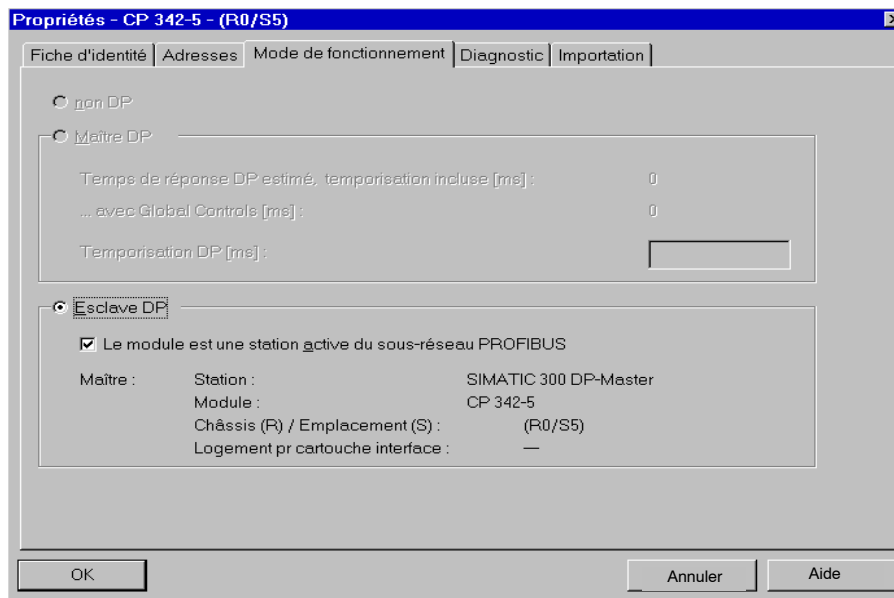 Propriétés - CP 342-5 - (R0/S5)
Fiche d'identité Adresses Mode de fonctionnement Diagnostic Importation
non DP
Maître DP
Temps de réponse DP estimé, temporisation incluse [ms] : 0
... avec Global Controls [ms] : 0
Temporisation DP [ms] :
Esclave DP
Le module est une station active du sous-réseau PROFIBUS
Maître : Station : SIMATIC 300 DP-Master
Module : CP 342-5
Châssis (R) / Emplacement (S) : (R0/S5)
Logement pr cartouche interface : —
OK Annuler Aide